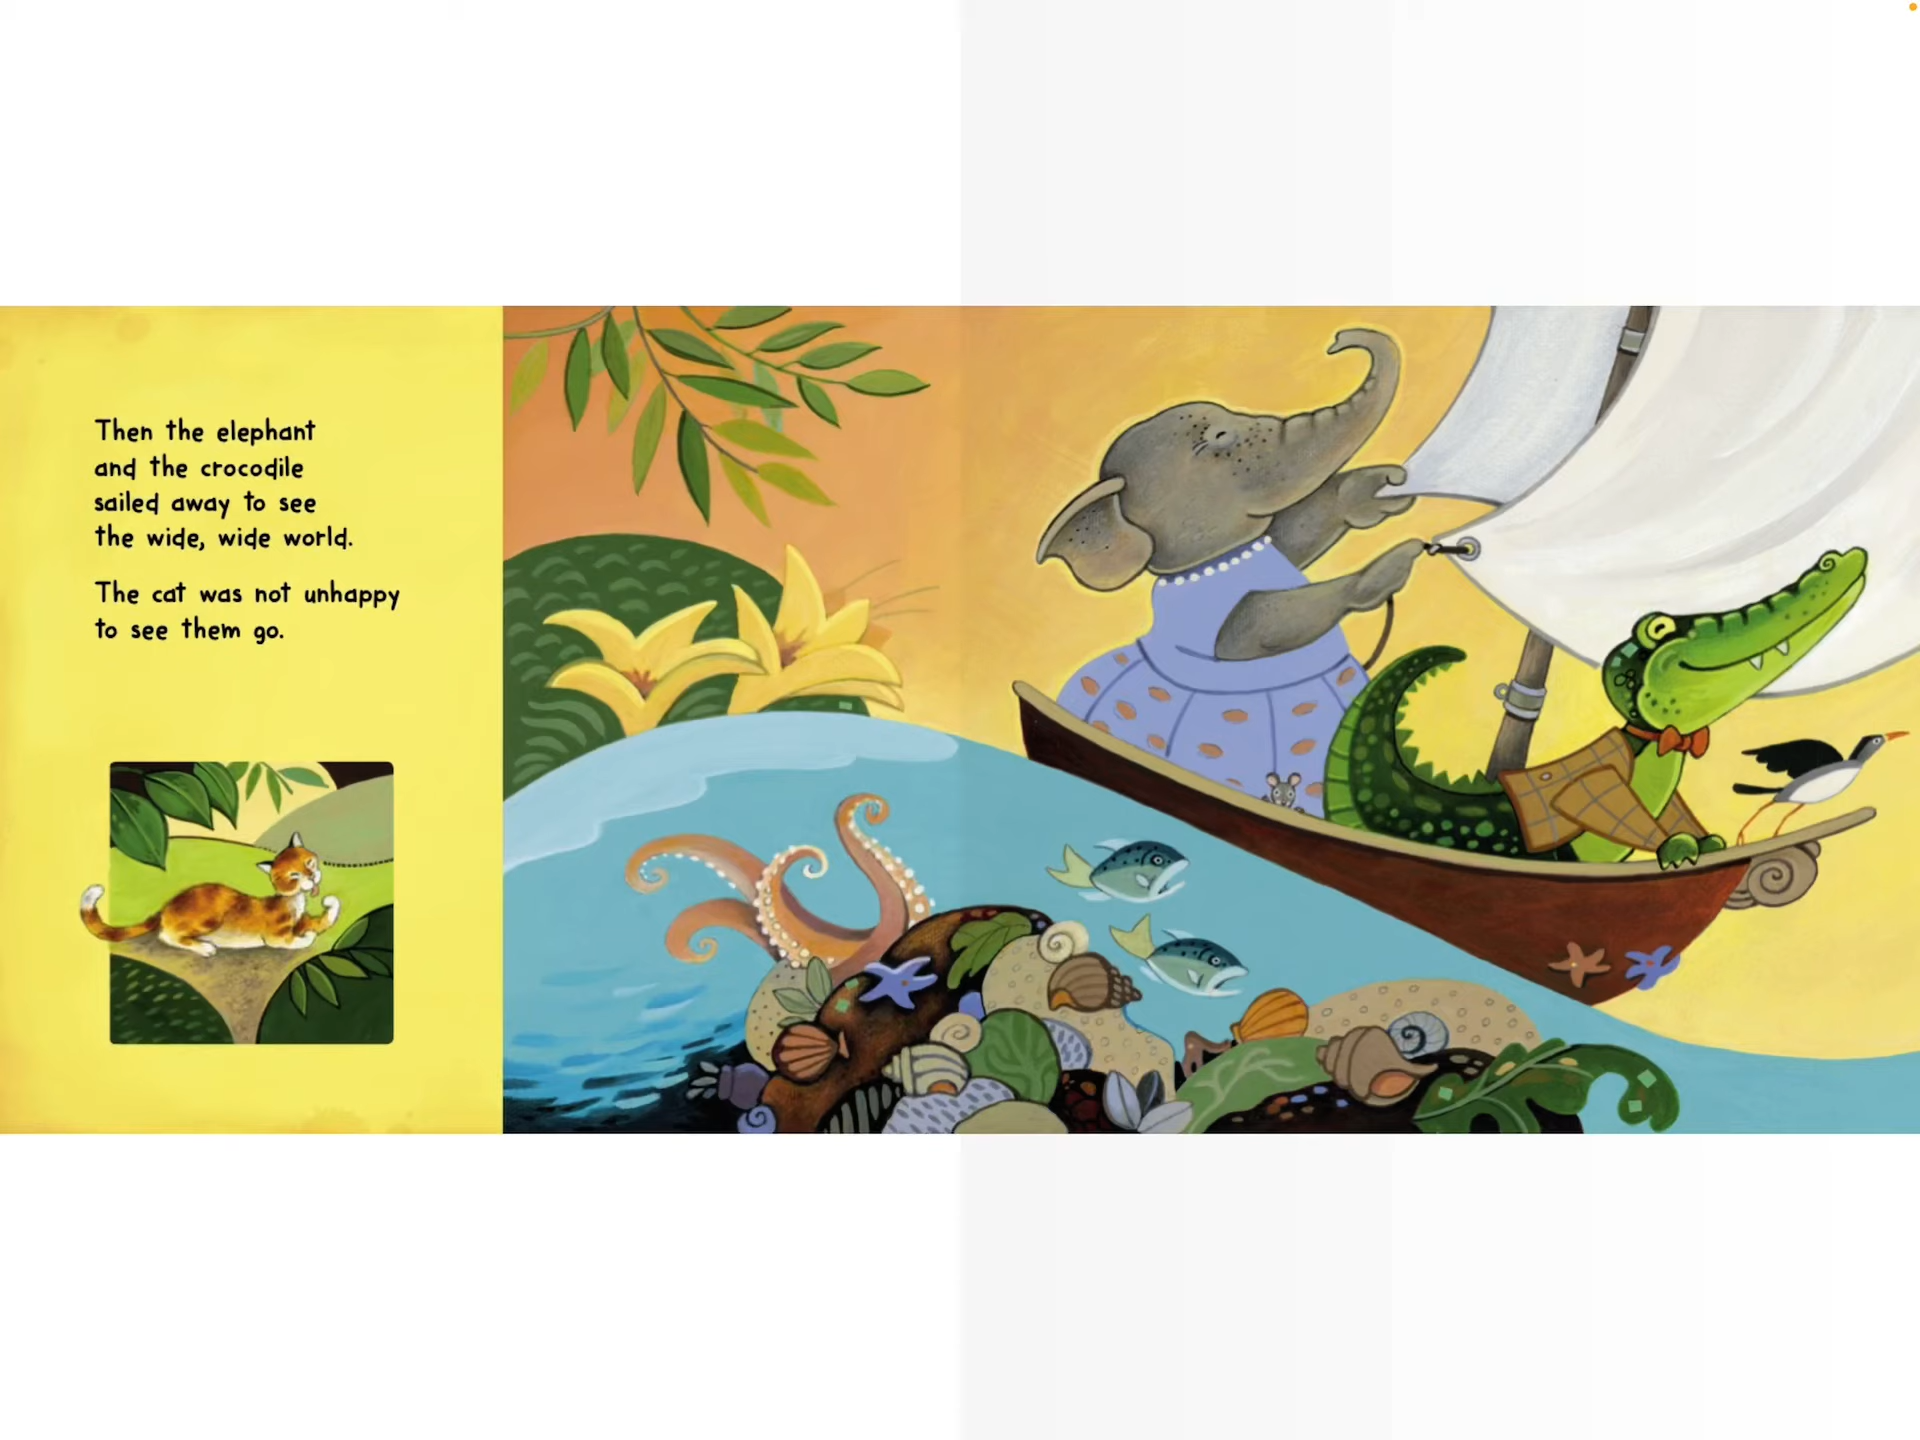 Then the elephant
and the crocodile
sailed away to see
the wide, wide world.
The cat was not unhappy
to see them go.